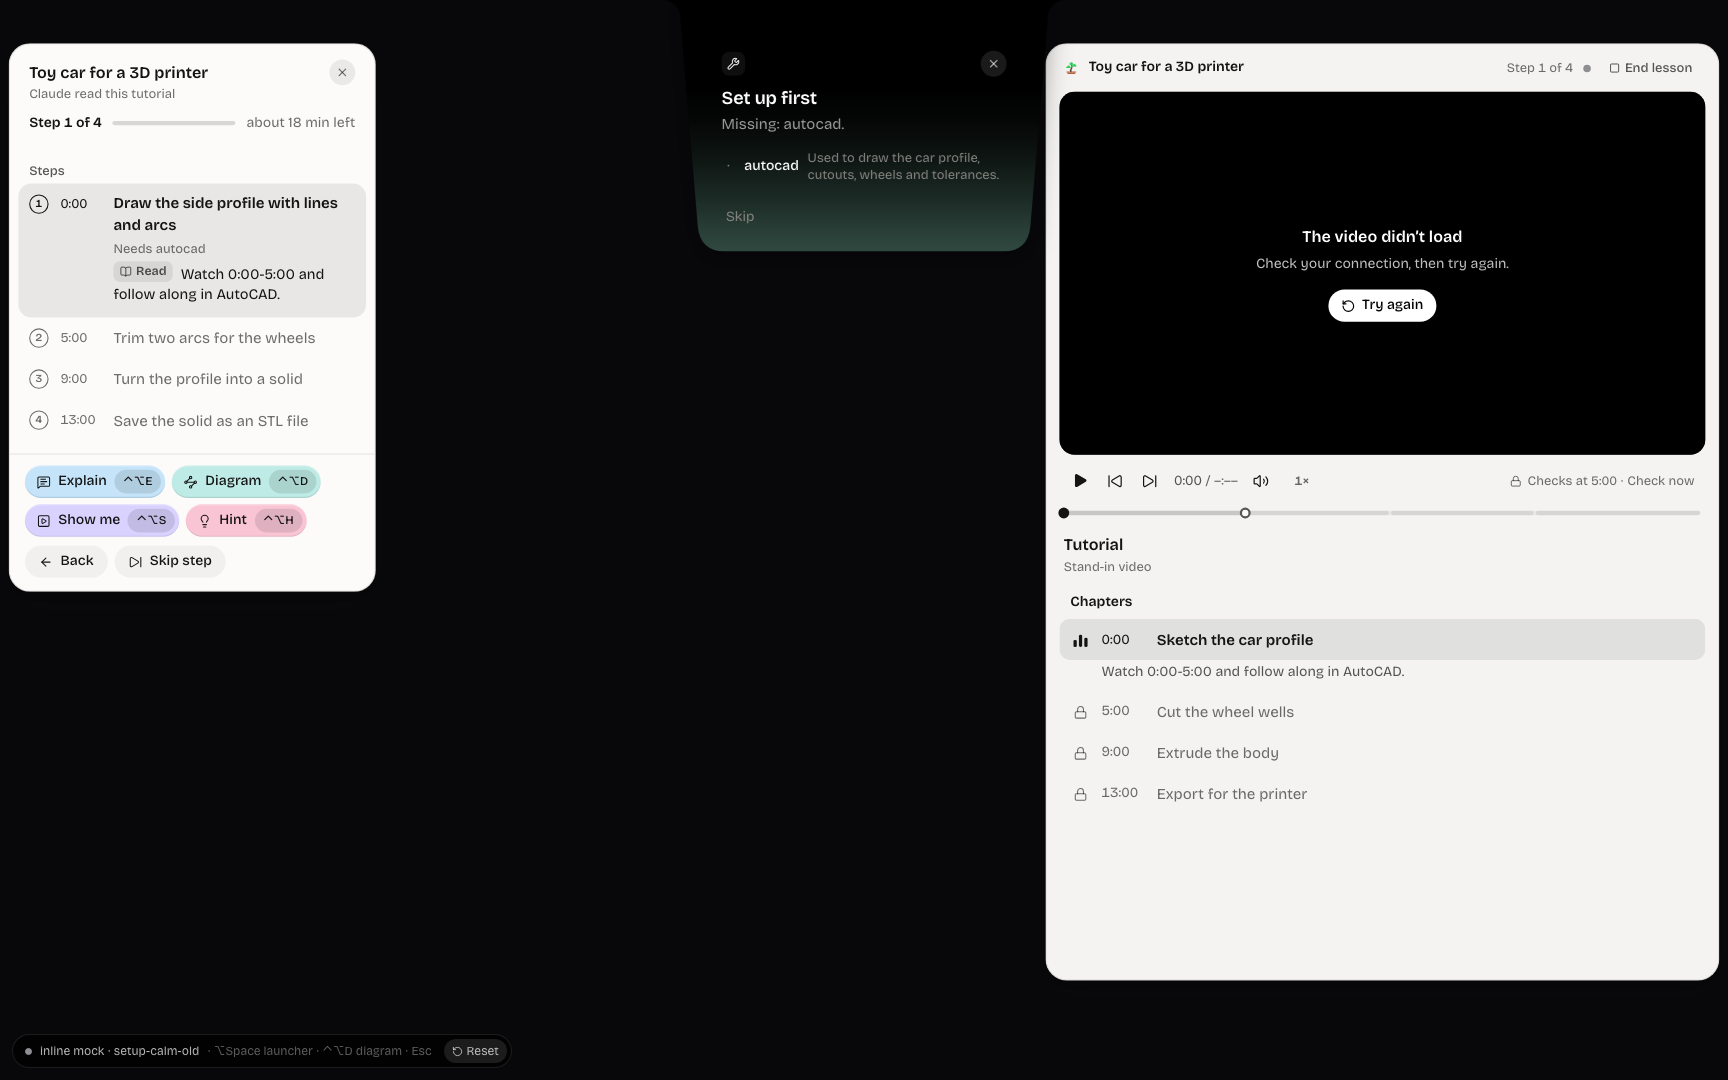 Toy car for a 3D printer
Claude read this tutorial
Step 1 of 4
about 18 min left
Steps
1 0:00 Draw the side profile with lines
and arcs
Needs autocad
Read Watch 0:00-5:00 and
follow along in AutoCAD.
2 5:00 Trim two arcs for the wheels
3 9:00 Turn the profile into a solid
4 13:00 Save the solid as an STL file
Explain ^⌥E Diagram ^⌥D
Show me ^⌥S Hint ^⌥H
Back Skip step
Set up first
Missing: autocad.
· autocad Used to draw the car profile,
cutouts, wheels and tolerances.
Skip
Toy car for a 3D printer Step 1 of 4 End lesson
The video didn’t load
Check your connection, then try again.
Try again
0:00 / –:–– 1× Checks at 5:00 · Check now
Tutorial
Stand-in video
Chapters
0:00 Sketch the car profile
Watch 0:00-5:00 and follow along in AutoCAD.
5:00 Cut the wheel wells
9:00 Extrude the body
13:00 Export for the printer
inline mock · setup-calm-old · ⌥Space launcher · ^⌥D diagram · Esc Reset